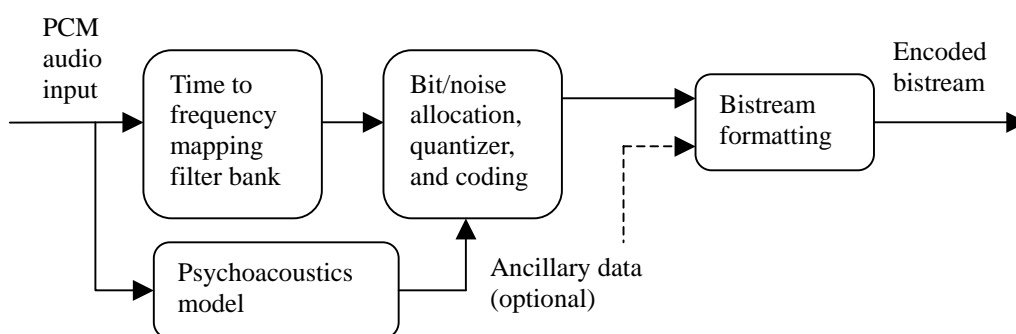 PCM
audio
input
Time to
frequency
mapping
filter bank
Bit/noise
allocation,
quantizer,
and coding
Bistream
formatting
Encoded
bistream
Psychoacoustics
model
Ancillary data
(optional)